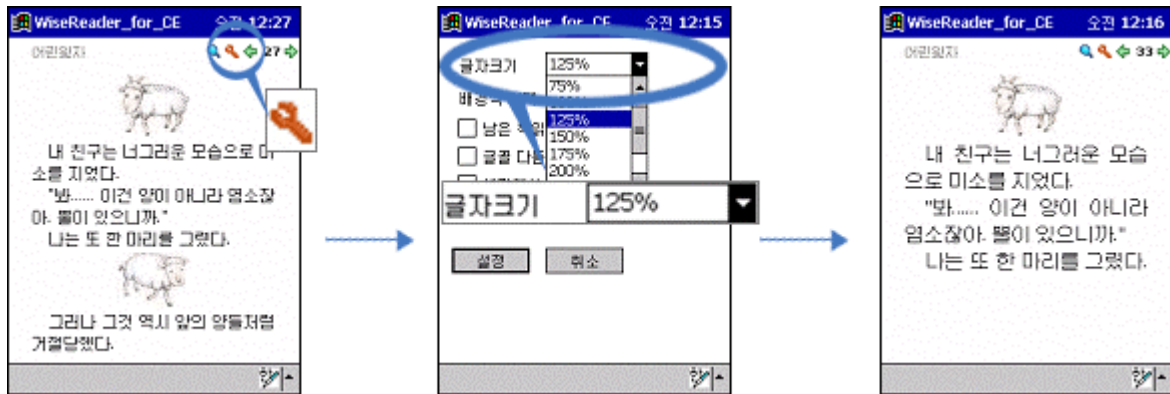 WiseReader_for_CE 오전 12:27
어린왕자 27
내 친구는 너그러운 모습으로 미
소를 지었다.
"봐...... 이건 양이 아니라 염소잖
아. 뿔이 있으니까."
나는 또 한 마리를 그렸다.
그러나 그것 역시 앞의 양들처럼
거절당했다.
WiseReader_for_CE 오전 12:15
글자크기 125%
75%
125%
150%
175%
200%
글자크기 125%
설정 취소
WiseReader_for_CE 오전 12:16
어린왕자 33
내 친구는 너그러운 모습
으로 미소를 지었다.
"봐...... 이건 양이 아니라
염소잖아. 뿔이 있으니까."
나는 또 한 마리를 그렸다.